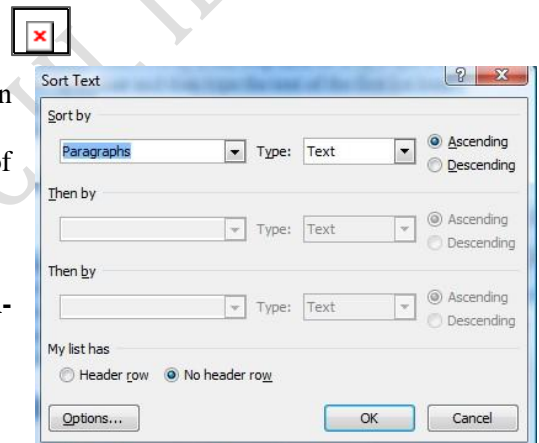 Sort Text
n
Sort by
Paragraphs Type: Text Ascending
of
Descending
Then by
Type: Text Ascending
Descending
Then by
-
Type: Text Ascending
Descending
My list has
Header row No header row
Options... OK Cancel